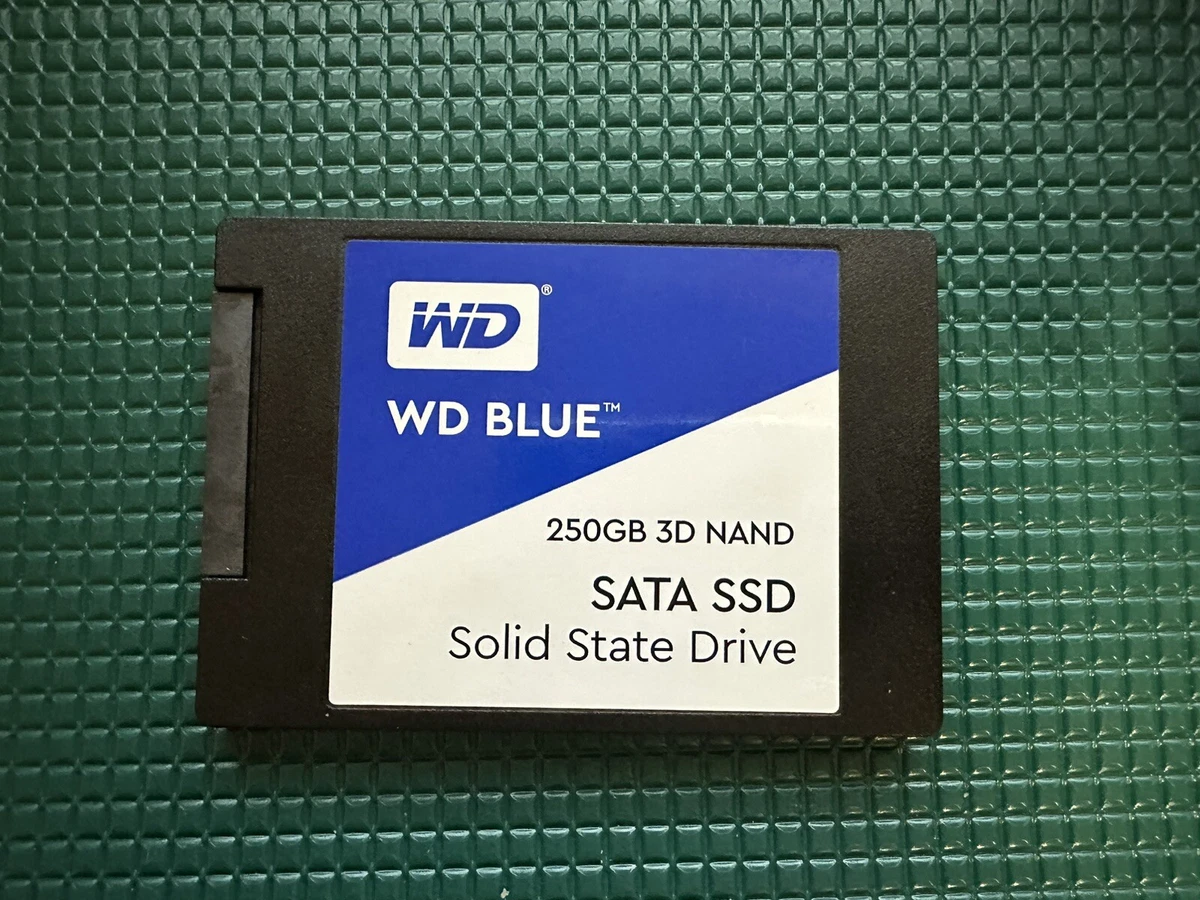 WD®
WD BLUE™
250GB 3D NAND
SATA SSD
Solid State Drive